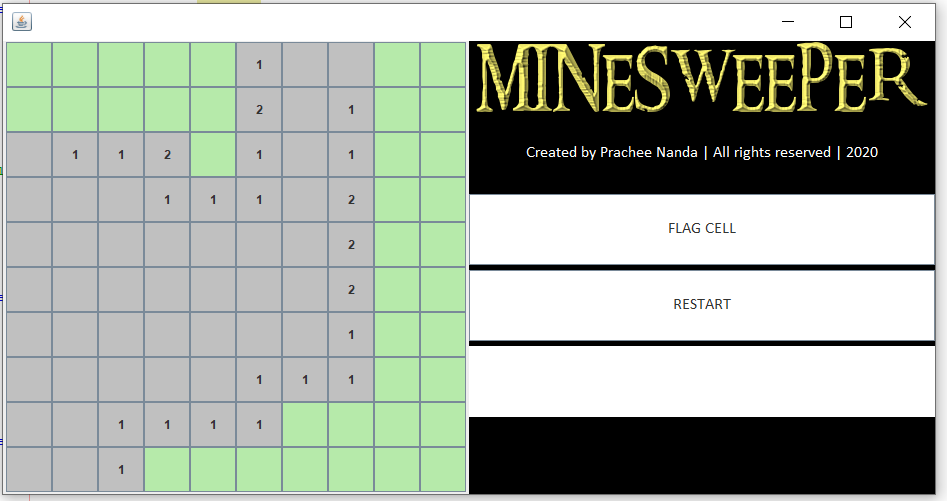 1
2 1
1 1 2 1 1
1 1 1 2
2
2
1
1 1 1
1 1 1 1
1
MINESWEEPER
Created by Prachee Nanda | All rights reserved | 2020
FLAG CELL
RESTART